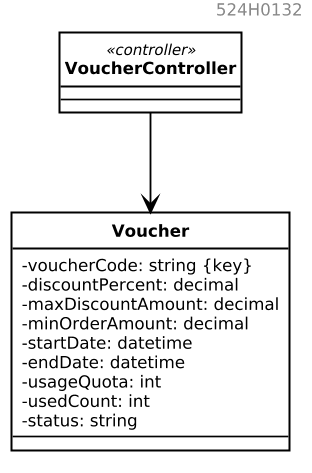 524H0132
«controller»
VoucherController
Voucher
-voucherCode: string {key}
-discountPercent: decimal
-maxDiscountAmount: decimal
-minOrderAmount: decimal
-startDate: datetime
-endDate: datetime
-usageQuota: int
-usedCount: int
-status: string